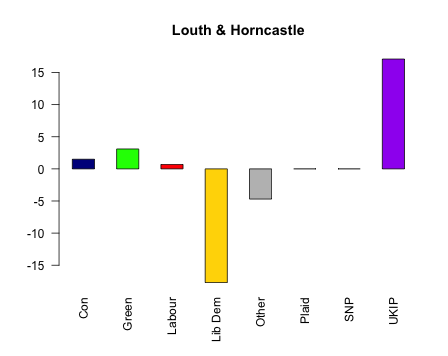 Louth & Horncastle
15
10
5
0
-5
-10
-15
Con
Green
Labour
Lib Dem
Other
Plaid
SNP
UKIP